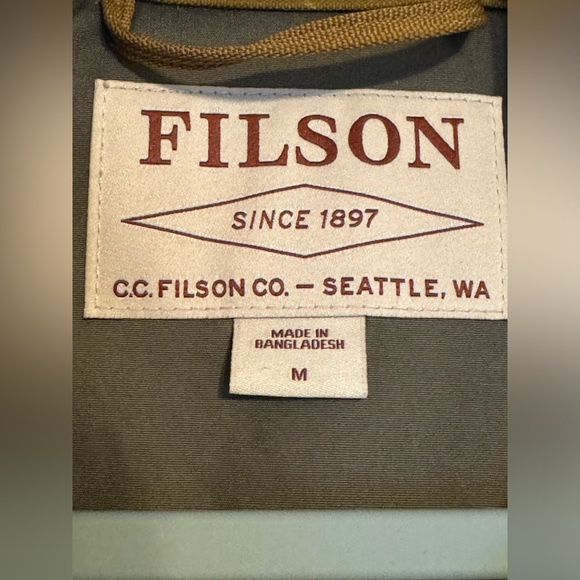 FILSON
SINCE 1897
C.C. FILSON CO. — SEATTLE, WA
MADE IN
BANGLADESH
M